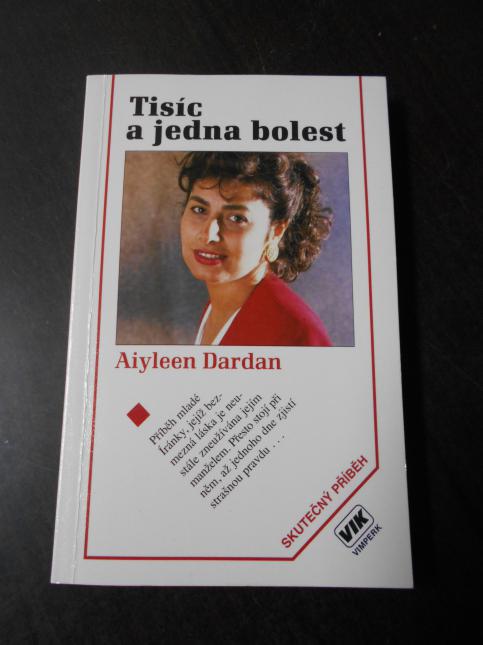 Tisíc
a jedna bolest
Aiyleen Dardan
Příběh mladé
Íránky, jejíž bez-
mezná láska je neu-
stále zneužívána jejím
manželem. Přesto stojí při
něm, až jednoho dne zjistí
strašnou pravdu . . .
SKUTEČNÝ PŘÍBĚH
VIK
VIMPERK